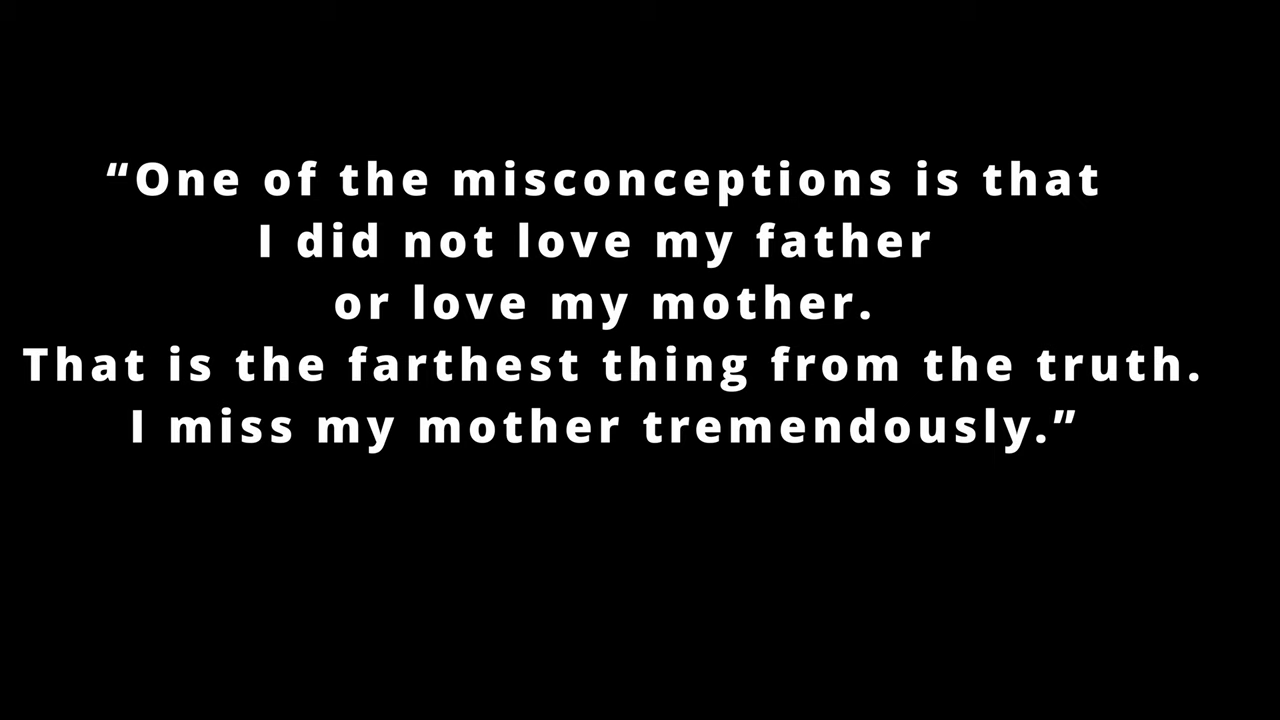 “One of the misconceptions is that
I did not love my father
or love my mother.
That is the farthest thing from the truth.
I miss my mother tremendously.”